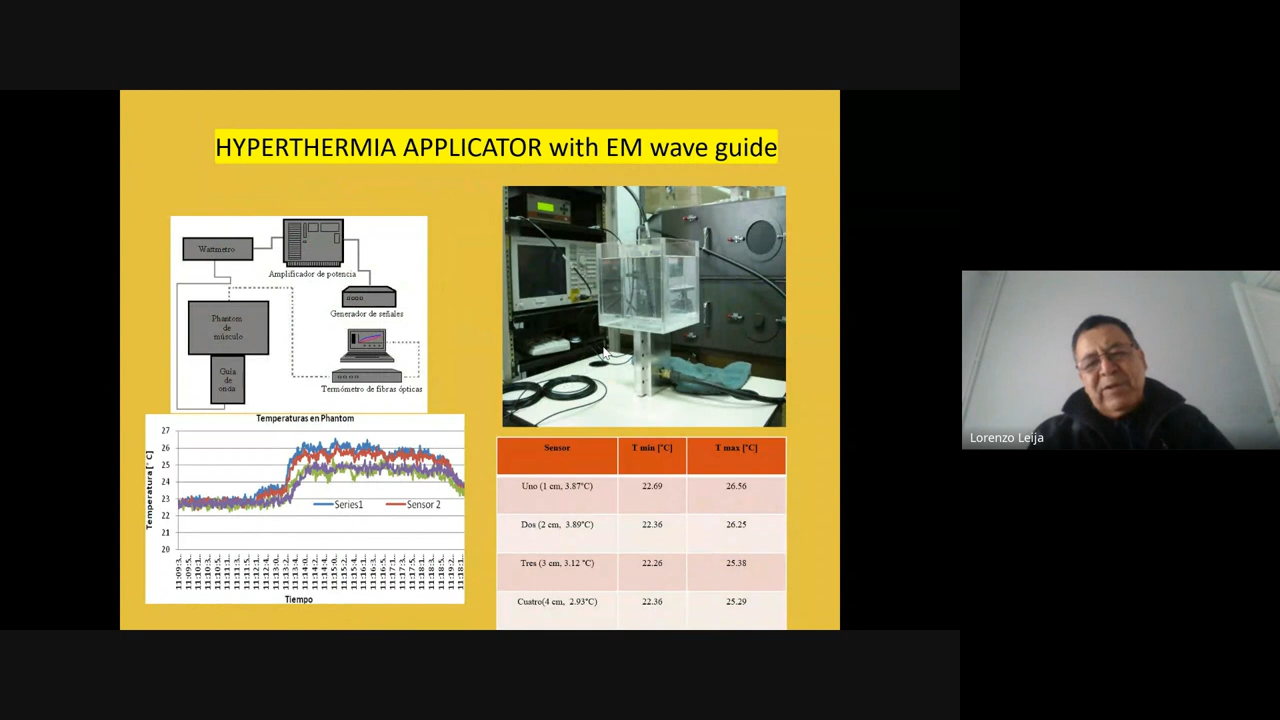 HYPERTHERMIA APPLICATOR with EM wave guide
Wattmetro
Amplificador de potencia
Generador de señales
Phantom
de
músculo
Guía
de
onda
Termómetro de fibras ópticas
Temperaturas en Phantom
Temperatura [°C]
27
26
25
24
23
22
21
20
Series1
Sensor 2
Tiempo
Sensor T min [°C] T max [°C]
Uno (1 cm, 3.87°C) 22.69 26.56
Dos (2 cm, 3.89°C) 22.36 26.25
Tres (3 cm, 3.12 °C) 22.26 25.38
Cuatro(4 cm, 2.93°C) 22.36 25.29
Lorenzo Leija